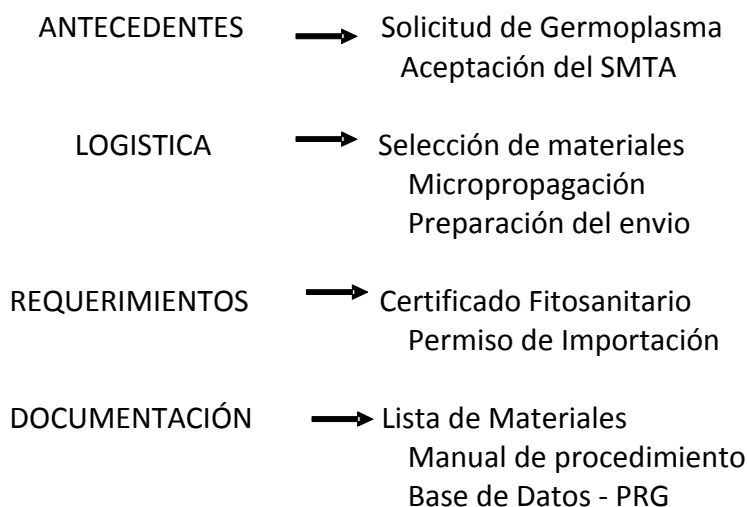 ANTECEDENTES Solicitud de Germoplasma
Aceptación del SMTA
LOGISTICA Selección de materiales
Micropropagación
Preparación del envio
REQUERIMIENTOS Certificado Fitosanitario
Permiso de Importación
DOCUMENTACIÓN Lista de Materiales
Manual de procedimiento
Base de Datos - PRG